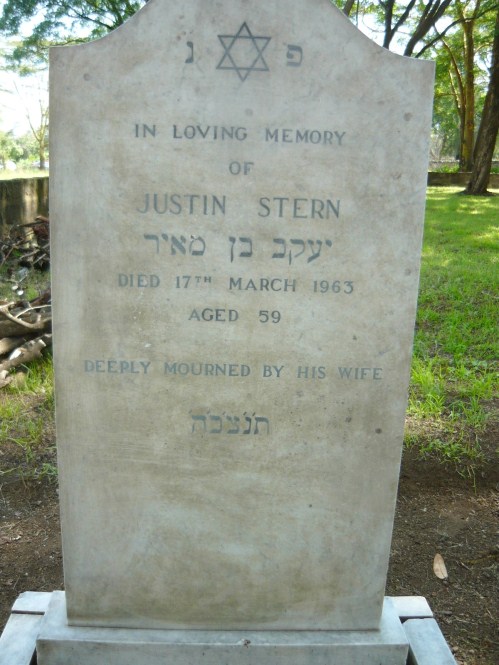 פ נ
IN LOVING MEMORY
OF
JUSTIN STERN
יעקב בן מאיר
DIED 17TH MARCH 1963
AGED 59
DEEPLY MOURNED BY HIS WIFE
תנצבה